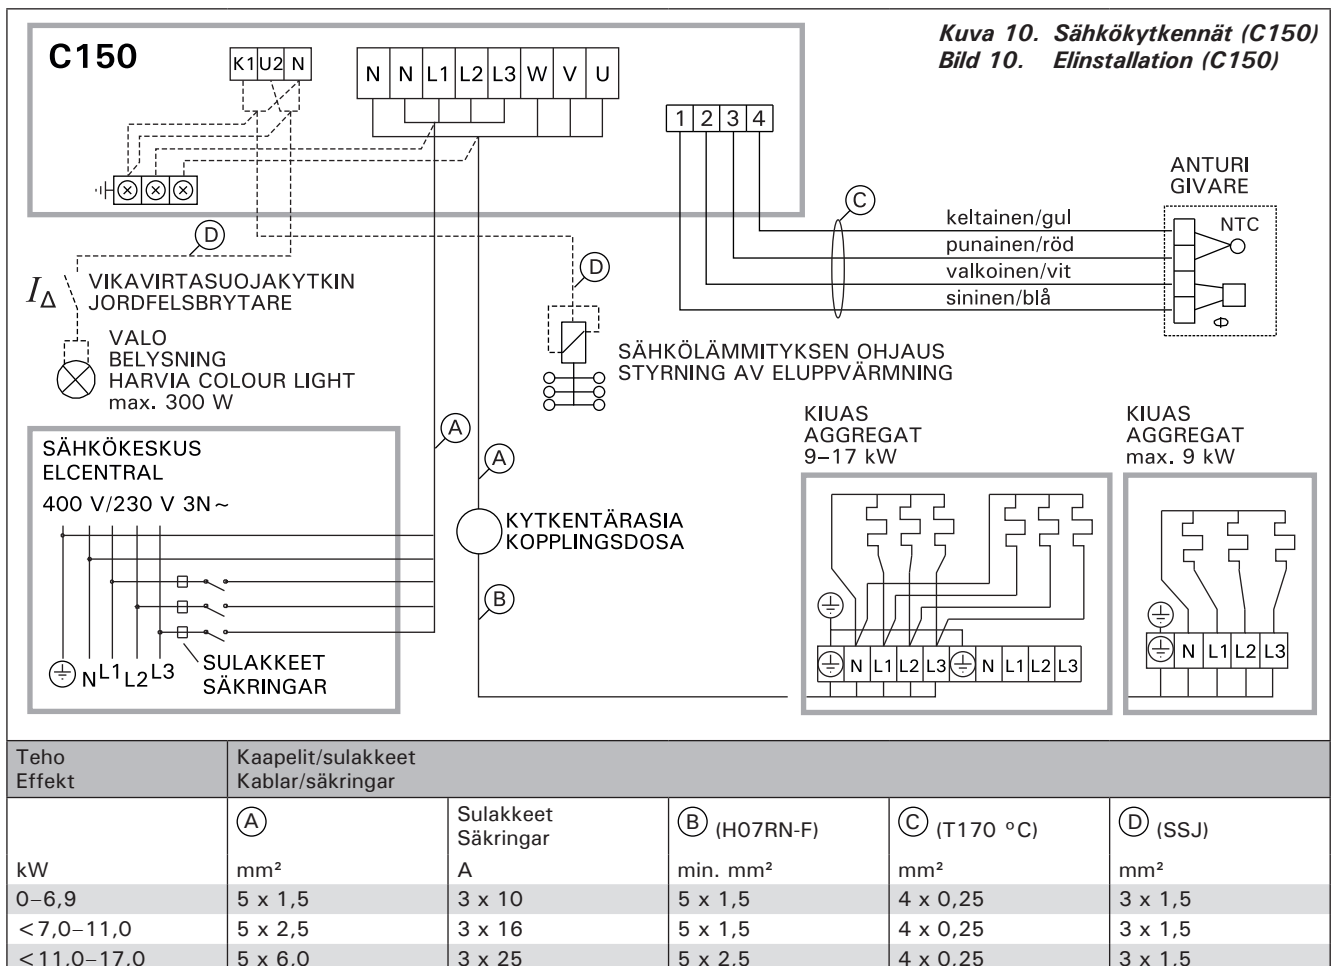 C150
Kuva 10. Sähkökytkennät (C150)
Bild 10. Elinstallation (C150)
K1 U2 N
N N L1 L2 L3 W V U
1 2 3 4
ANTURI
GIVARE
NTC
C
keltainen/gul
punainen/röd
valkoinen/vit
sininen/blå
Φ
D
D
I∆
VIKAVIRTASUOJAKYTKIN
JORDFELSBRYTARE
VALO
BELYSNING
HARVIA COLOUR LIGHT
max. 300 W
SÄHKÖLÄMMITYKSEN OHJAUS
STYRNING AV ELUPPVÄRMNING
A
A
SÄHKÖKESKUS
ELCENTRAL
400 V/230 V 3N~
N L1 L2 L3
SULAKKEET
SÄKRINGAR
KYTKENTÄRASIA
KOPPLINGSDOSA
B
KIUAS
AGGREGAT
9–17 kW
N L1 L2 L3 N L1 L2 L3
KIUAS
AGGREGAT
max. 9 kW
N L1 L2 L3
Teho
Effekt
Kaapelit/sulakkeet
Kablar/säkringar
A
Sulakkeet
Säkringar
B (H07RN-F)
C (T170 °C)
D (SSJ)
kW mm² A min. mm² mm² mm²
0–6,9 5 x 1,5 3 x 10 5 x 1,5 4 x 0,25 3 x 1,5
<7,0–11,0 5 x 2,5 3 x 16 5 x 1,5 4 x 0,25 3 x 1,5
<11,0–17,0 5 x 6,0 3 x 25 5 x 2,5 4 x 0,25 3 x 1,5